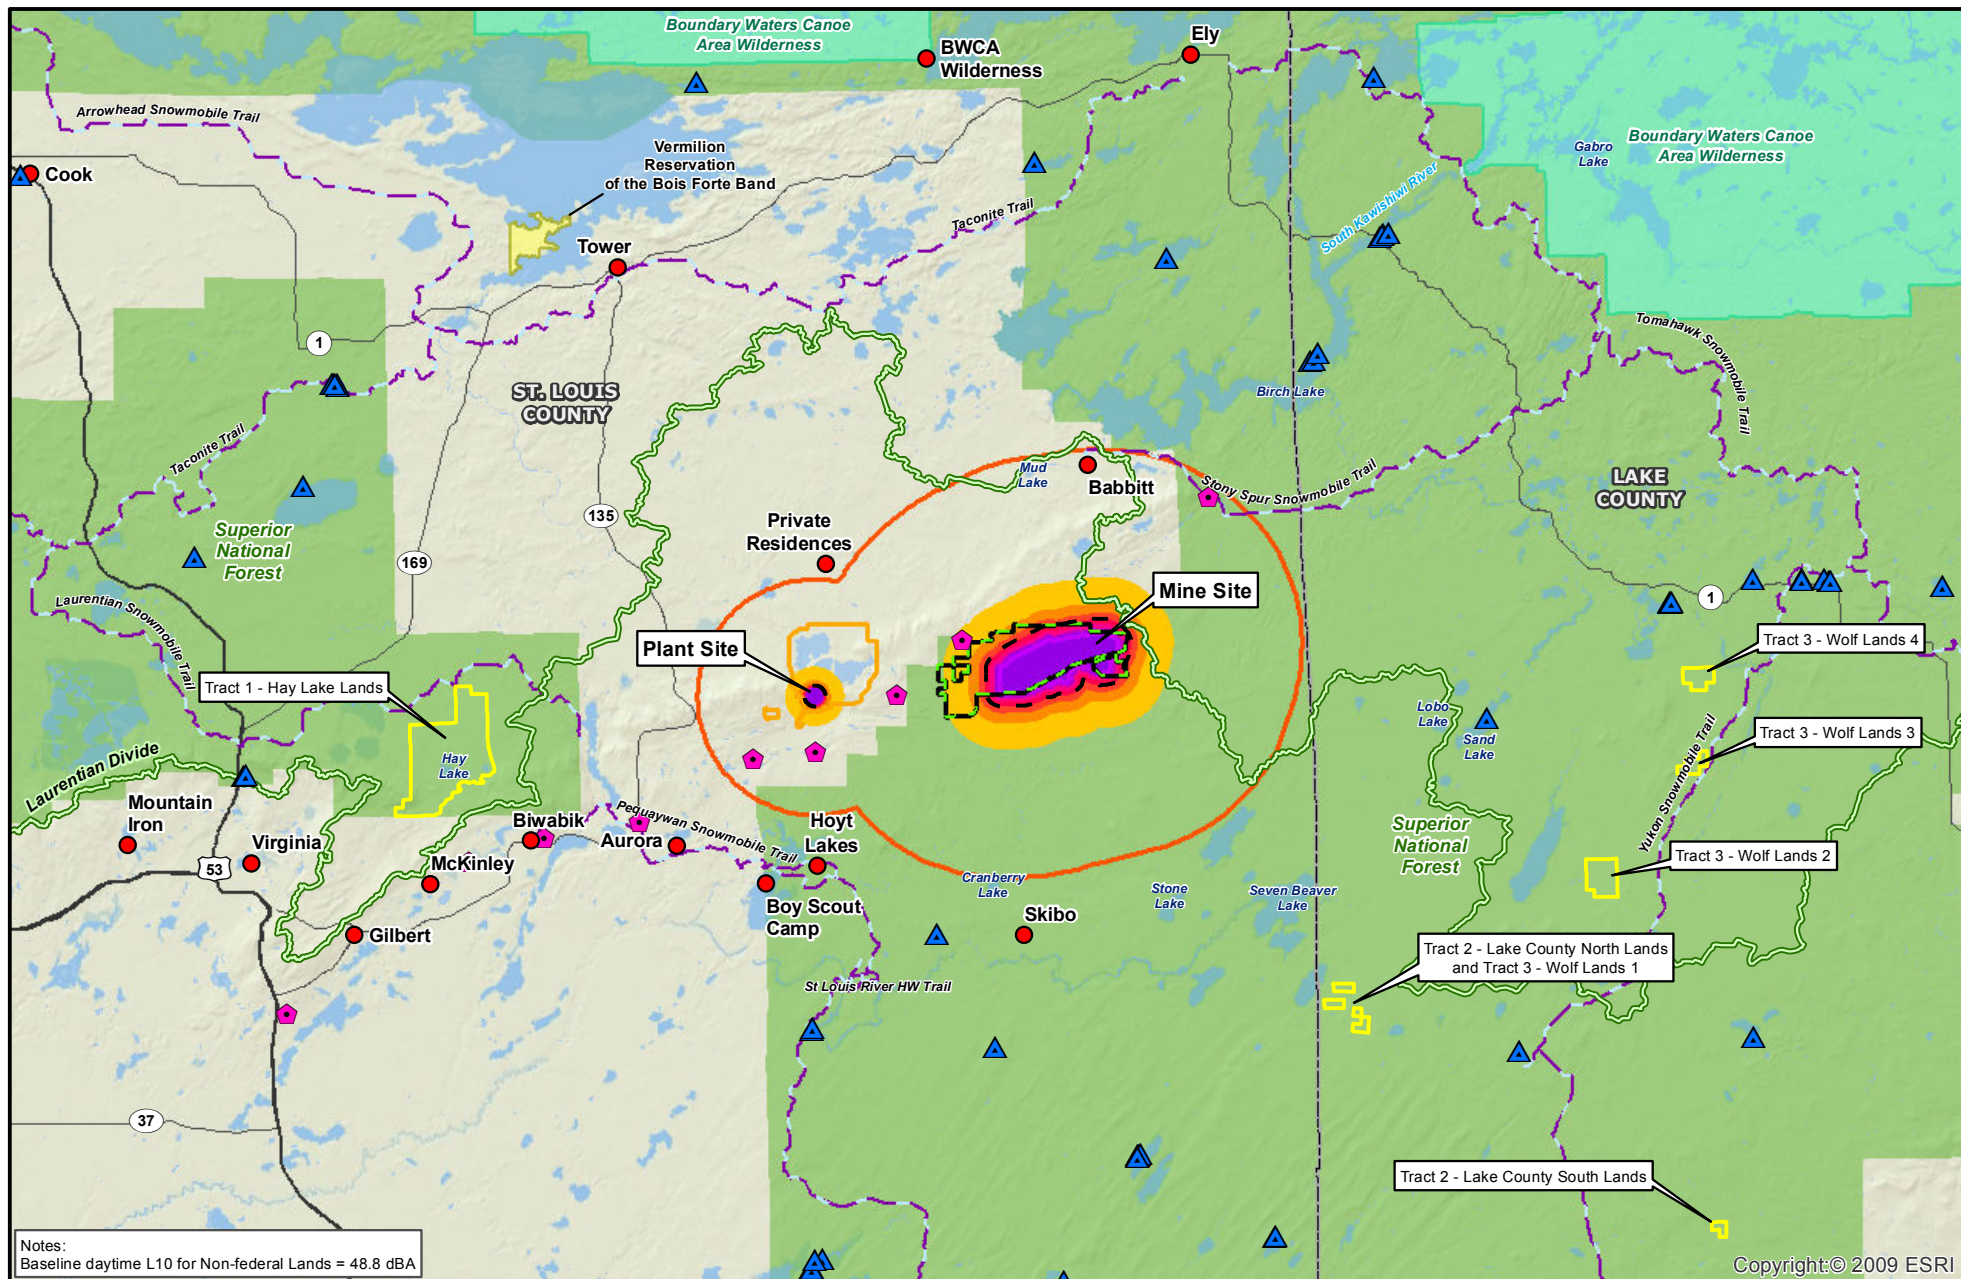 Boundary Waters Canoe
Area Wilderness
BWCA
Wilderness
Ely
Arrowhead Snowmobile Trail
Vermilion
Reservation
of the Bois Forte Band
Cook
Boundary Waters Canoe
Area Wilderness
Gabro
Lake
South Kawishiwi River
Taconite Trail
Tower
1
ST. LOUIS
COUNTY
Birch Lake
Tomahawk Snowmobile Trail
Taconite Trail
Superior
National
Forest
135
169
Mud
Lake
Babbitt
Stony Spur Snowmobile Trail
LAKE
COUNTY
Private
Residences
Mine Site
1
Laurentian Snowmobile Trail
Plant Site
Tract 3 - Wolf Lands 4
Tract 1 - Hay Lake Lands
Lobo
Lake
Sand
Lake
Tract 3 - Wolf Lands 3
Yukon Snowmobile Trail
Hay
Lake
Laurentian Divide
Mountain
Iron
Virginia
53
McKinley
Biwabik
Aurora
Pequaywan Snowmobile Trail
Hoyt
Lakes
Superior
National
Forest
Tract 3 - Wolf Lands 2
Cranberry
Lake
Stone
Lake
Seven Beaver
Lake
Boy Scout
Camp
Skibo
Gilbert
Tract 2 - Lake County North Lands
and Tract 3 - Wolf Lands 1
St Louis River HW Trail
37
Tract 2 - Lake County South Lands
Notes:
Baseline daytime L10 for Non-federal Lands = 48.8 dBA
Copyright:© 2009 ESRI